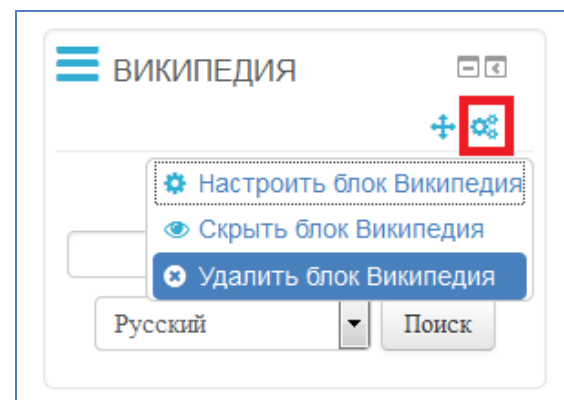 ВИКИПЕДИЯ
Настроить блок Википедия
Скрыть блок Википедия
Удалить блок Википедия
Русский
Поиск